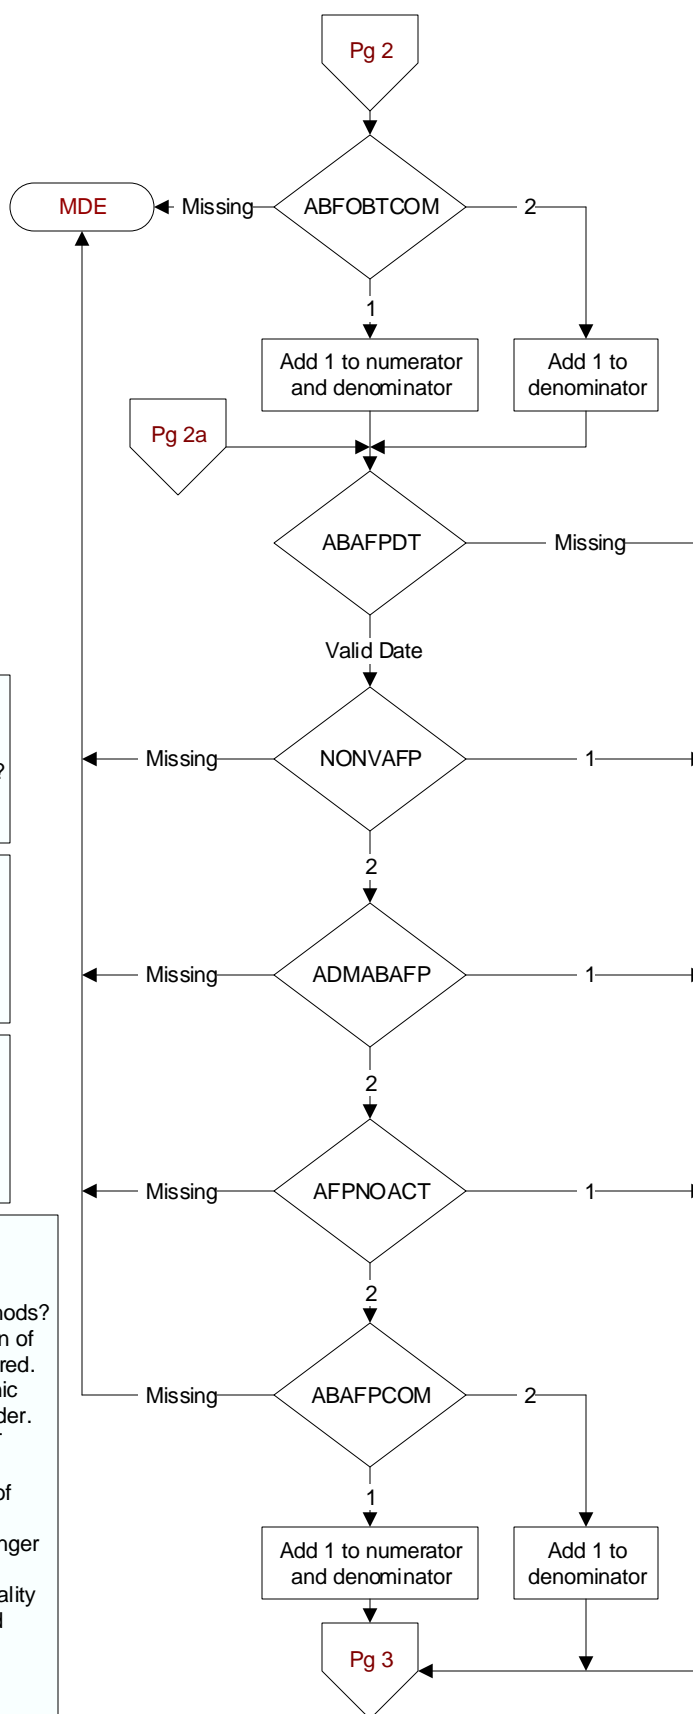 Pg 2
MDE
Missing
ABFOBTCOM
2
1
Add 1 to numerator
and denominator
Add 1 to
denominator
Pg 2a
ABAFPDT
Missing
Valid Date
?
Missing
NONVAFP
1
2
Missing
ADMABAFP
1
2
Missing
AFPNOACT
1
2
Missing
ABAFPCOM
2
1
Add 1 to numerator
and denominator
Add 1 to
denominator
Pg 3
of